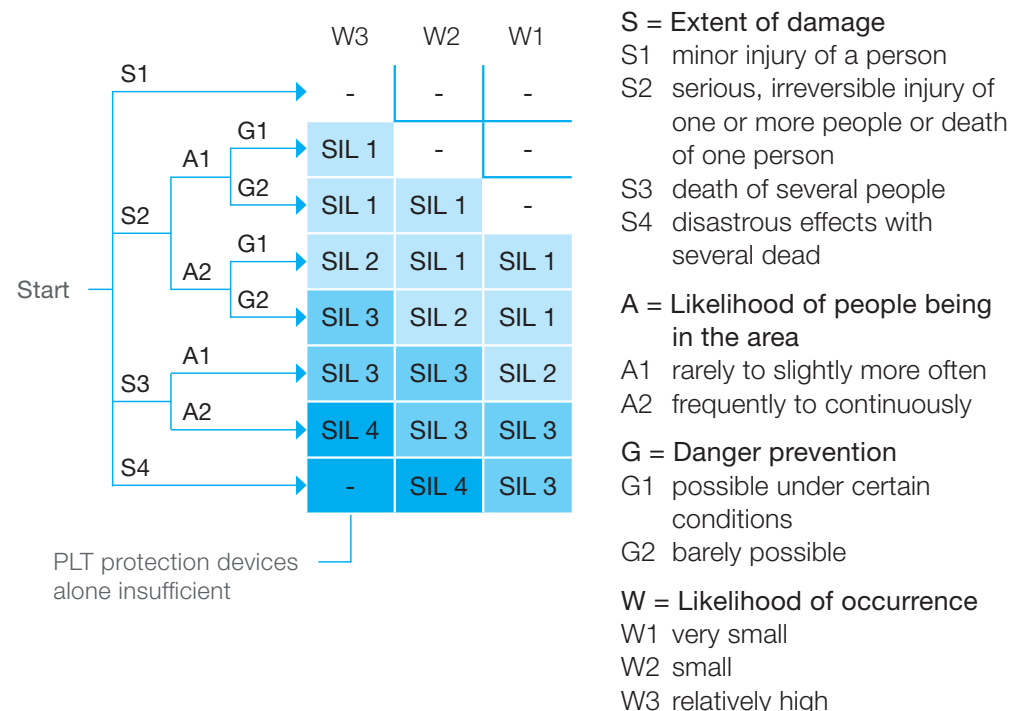 W3 W2 W1
S1 - - -
G1 SIL 1 - -
A1
G2 SIL 1 SIL 1 -
S2
G1 SIL 2 SIL 1 SIL 1
A2
G2 SIL 3 SIL 2 SIL 1
Start
A1 SIL 3 SIL 3 SIL 2
S3
A2 SIL 4 SIL 3 SIL 3
S4 - SIL 4 SIL 3
PLT protection devices
alone insufficient
S = Extent of damage
S1 minor injury of a person
S2 serious, irreversible injury of
one or more people or death
of one person
S3 death of several people
S4 disastrous effects with
several dead
A = Likelihood of people being
in the area
A1 rarely to slightly more often
A2 frequently to continuously
G = Danger prevention
G1 possible under certain
conditions
G2 barely possible
W = Likelihood of occurrence
W1 very small
W2 small
W3 relatively high